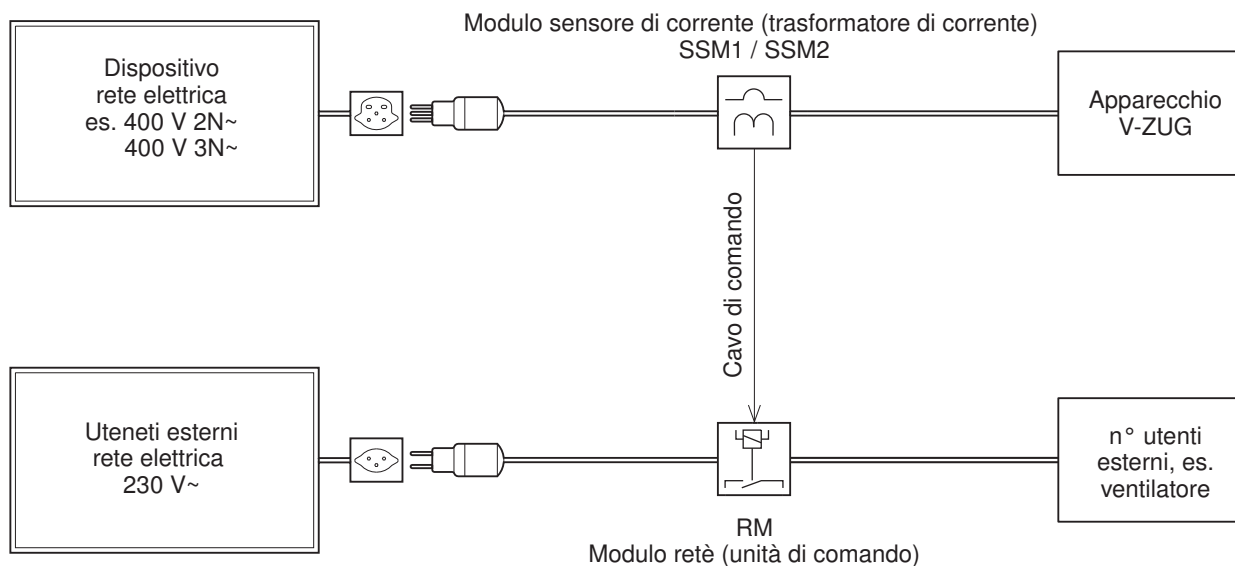 Modulo sensore di corrente (trasformatore di corrente)
SSM1 / SSM2
Dispositivo
rete elettrica
es. 400 V 2N~
400 V 3N~
Apparecchio
V-ZUG
Cavo di comando
Uteneti esterni
rete elettrica
230 V~
n° utenti
esterni, es.
ventilatore
RM
Modulo retè (unità di comando)